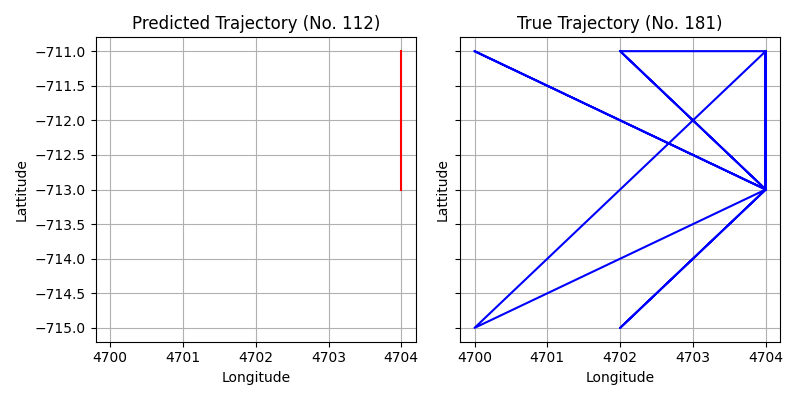 Predicted Trajectory (No. 112)
−711.0
−711.5
−712.0
−712.5
−713.0
−713.5
−714.0
−714.5
−715.0
Lattitude
4700 4701 4702 4703 4704
Longitude
True Trajectory (No. 181)
Lattitude
4700 4701 4702 4703 4704
Longitude